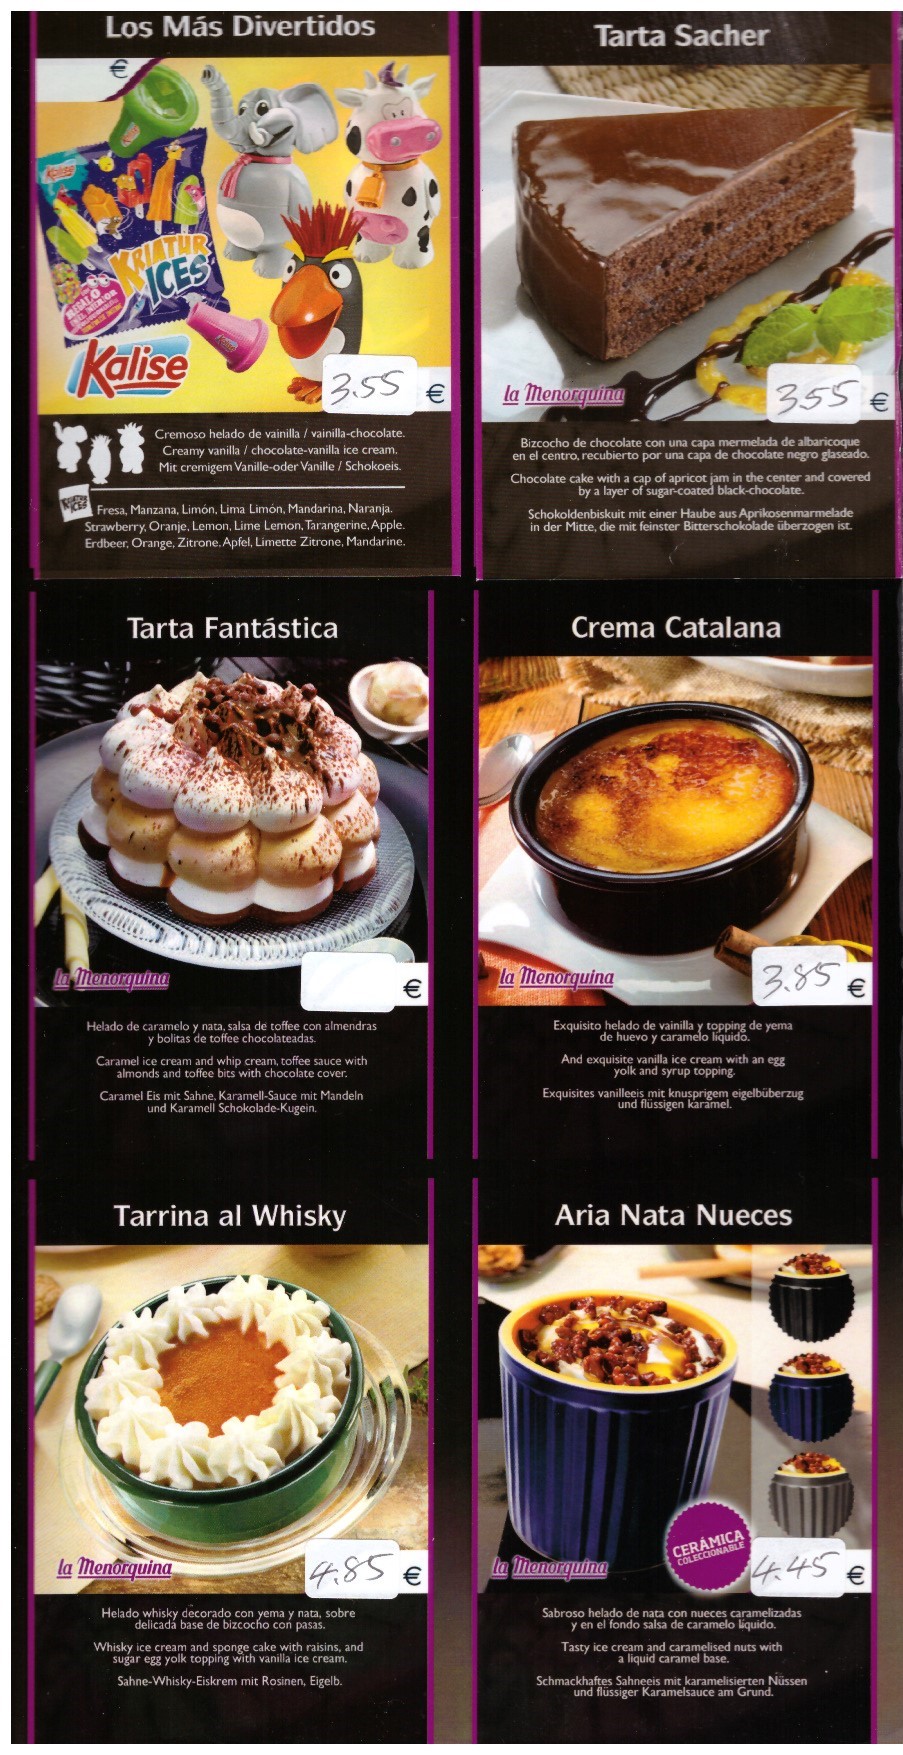 Los Más Divertidos
€
Kalise
KRIATUR
ICES
REGALO
Kalise
3.55 €
Cremoso helado de vainilla / vainilla-chocolate.
Creamy vanilla / chocolate-vanilla ice cream.
Mit cremigem Vanille-oder Vanille / Schokoeis.
KRIATUR
ICES
Fresa, Manzana, Limón, Lima Limón, Mandarina, Naranja.
Strawberry, Oranje, Lemon, Lime Lemon, Tarangerine, Apple.
Erdbeer, Orange, Zitrone. Apfel, Limette Zitrone, Mandarine.
Tarta Sacher
la Menorquina
3.55 €
Bizcocho de chocolate con una capa mermelada de albaricoque
en el centro, recubierto por una capa de chocolate negro glaseado.
Chocolate cake with a cap of apricot jam in the center and covered
by a layer of sugar-coated black-chocolate.
Schokoldenbiskuit mit einer Haube aus Aprikosenmarmelade
in der Mitte, die mit feinster Bitterschokolade überzogen ist.
Tarta Fantástica
la Menorquina
€
Helado de caramelo y nata, salsa de toffee con almendras
y bolitas de toffee chocolateadas.
Caramel ice cream and whip cream, toffee sauce with
almonds and toffee bits with chocolate cover.
Caramel Eis mit Sahne, Karamell-Sauce mit Mandeln
und Karamell Schokolade-Kugein.
Crema Catalana
la Menorquina
3.85 €
Exquisito helado de vainilla y topping de yema
de huevo y caramelo líquido.
And exquisite vanilla ice cream with an egg
yolk and syrup topping.
Exquisites vanilleeis mit knusprigem eigelbüberzug
und flüssigen karamel.
Tarrina al Whisky
la Menorquina
4.85 €
Helado whisky decorado con yema y nata, sobre
delicada base de bizcocho con pasas.
Whisky ice cream and sponge cake with raisins, and
sugar egg yolk topping with vanilla ice cream.
Sahne-Whisky-Eiskrem mit Rosinen, Eigelb.
Aria Nata Nueces
CERÁMICA
COLECCIONABLE
la Menorquina
4.45 €
Sabroso helado de nata con nueces caramelizadas
y en el fondo salsa de caramelo líquido.
Tasty ice cream and caramelised nuts with
a liquid caramel base.
Schmackhaftes Sahneeis mit karamelisierten Nüssen
und flüssiger Karamelsauce am Grund.